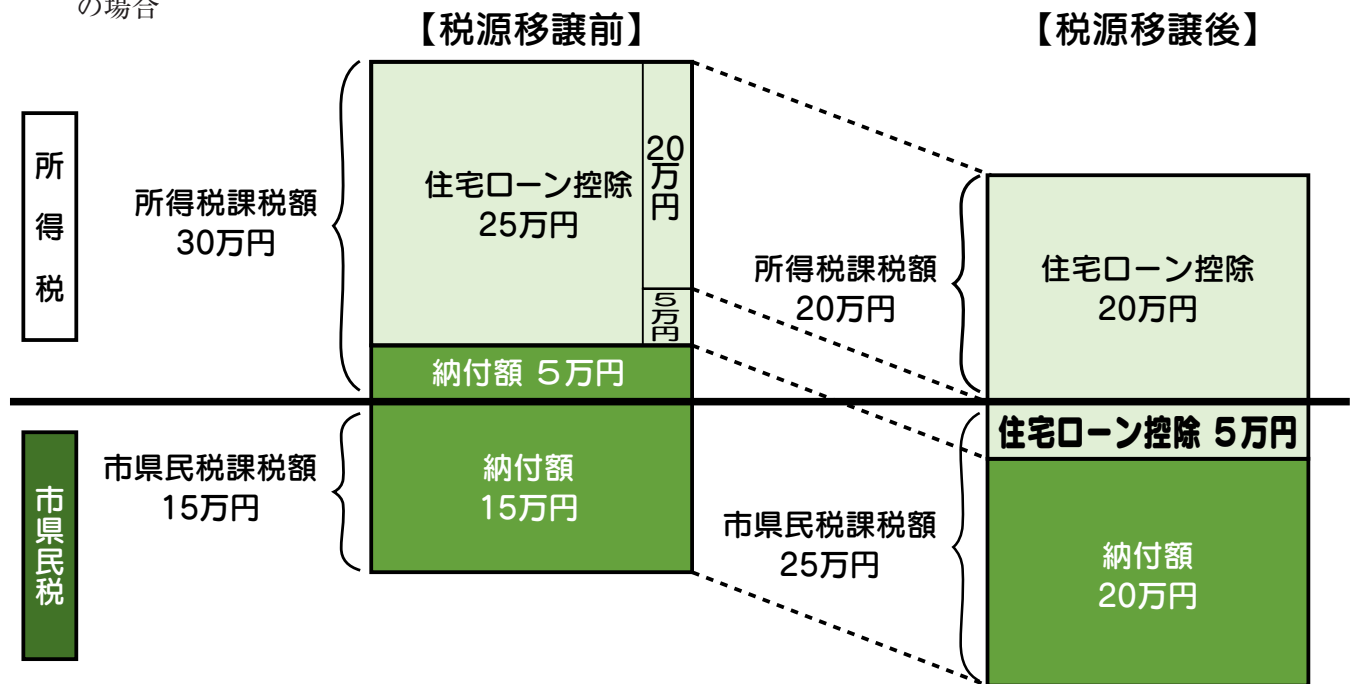 の場合
【税源移譲前】
【税源移譲後】
所得税
所得税課税額
30万円
住宅ローン控除
25万円
20万円
5万円
納付額 5万円
所得税課税額
20万円
住宅ローン控除
20万円
市県民税
市県民税課税額
15万円
納付額
15万円
市県民税課税額
25万円
住宅ローン控除 5万円
納付額
20万円